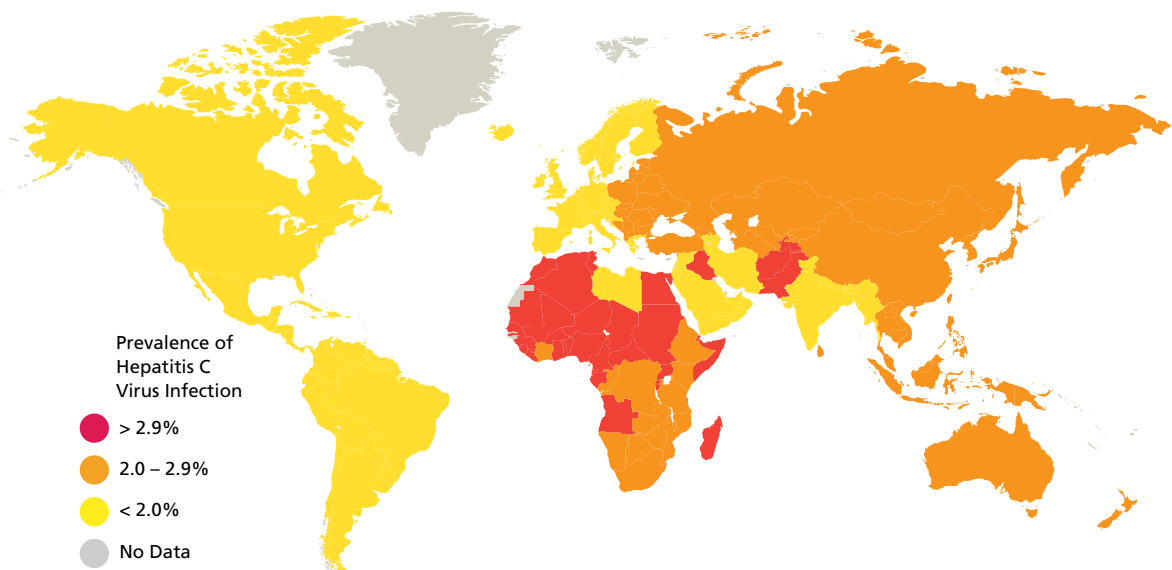 Prevalence of
Hepatitis C
Virus Infection
> 2.9%
2.0 – 2.9%
< 2.0%
No Data